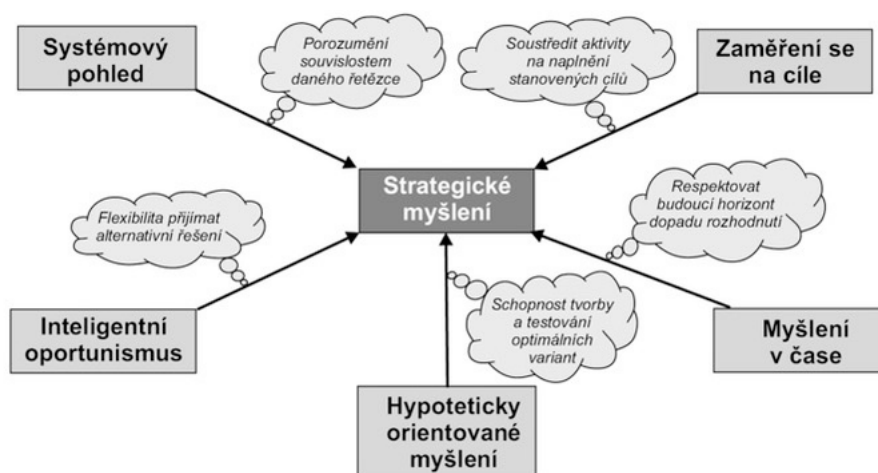 Systémový
pohled
Porozumění
souvislostem
daného řetězce
Soustředit aktivity
na naplnění
stanovených cílů
Zaměření se
na cíle
Strategické
myšlení
Flexibilita přijímat
alternativní řešení
Respektovat
budoucí horizont
dopadu rozhodnutí
Inteligentní
oportunismus
Schopnost tvorby
a testování
optimálních
variant
Myšlení
v čase
Hypoteticky
orientované
myšlení